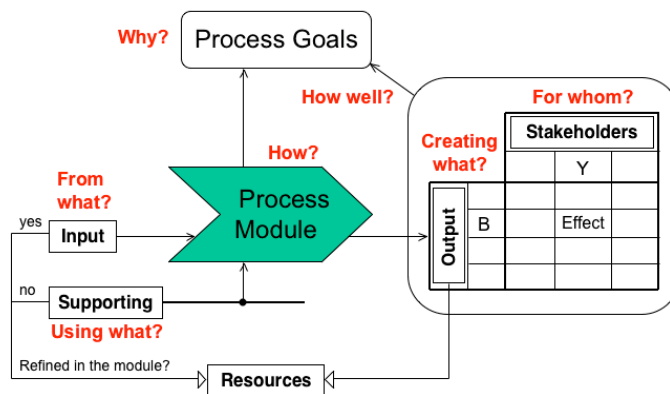 Why?
Process Goals
How well?
For whom?
Stakeholders
Creating
what?
Y
How?
From
what?
Process
Module
yes
Input
Output
B
Effect
no
Supporting
Using what?
Refined in the module?
Resources